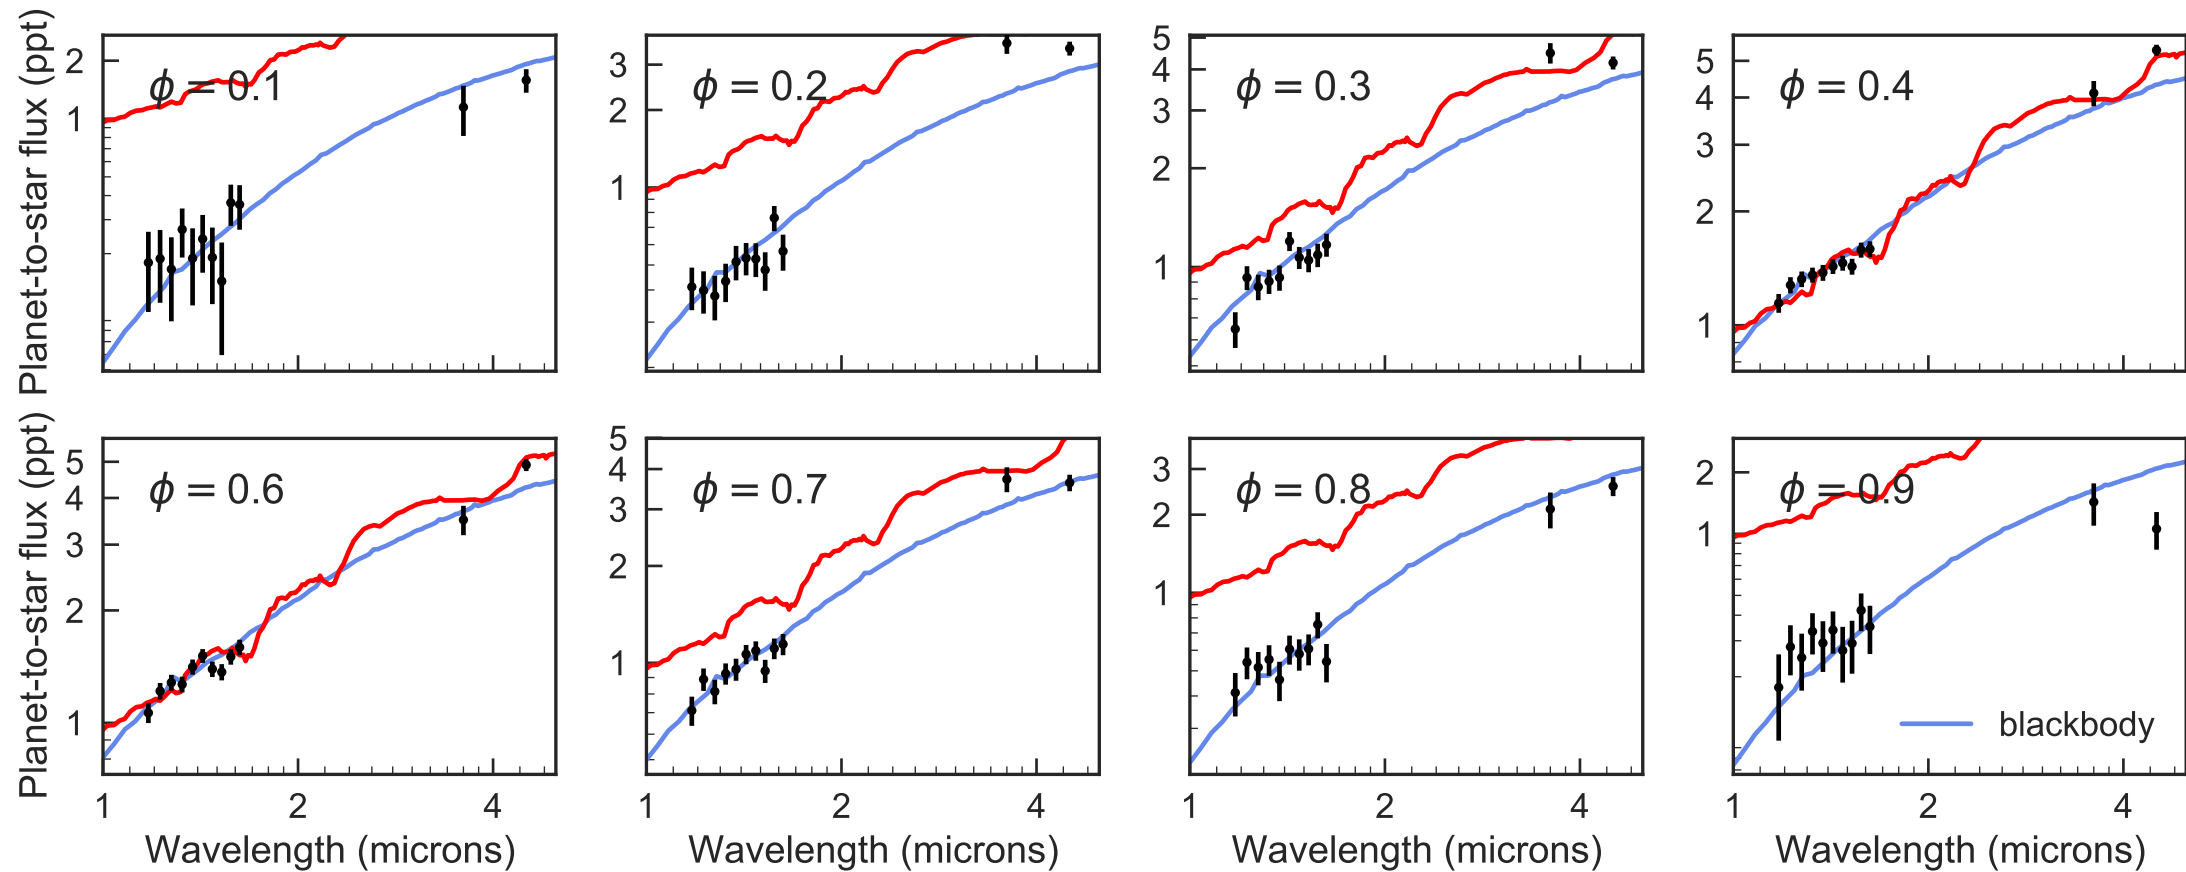 Planet-to-star flux (ppt)
2
1
ϕ = 0.1
3
2
1
ϕ = 0.2
5
4
3
2
1
ϕ = 0.3
5
4
3
2
1
ϕ = 0.4
Planet-to-star flux (ppt)
5
4
3
2
1
ϕ = 0.6
1 2 4
Wavelength (microns)
5
4
3
2
1
ϕ = 0.7
1 2 4
Wavelength (microns)
3
2
1
ϕ = 0.8
1 2 4
Wavelength (microns)
2
1
ϕ = 0.9
blackbody
1 2 4
Wavelength (microns)